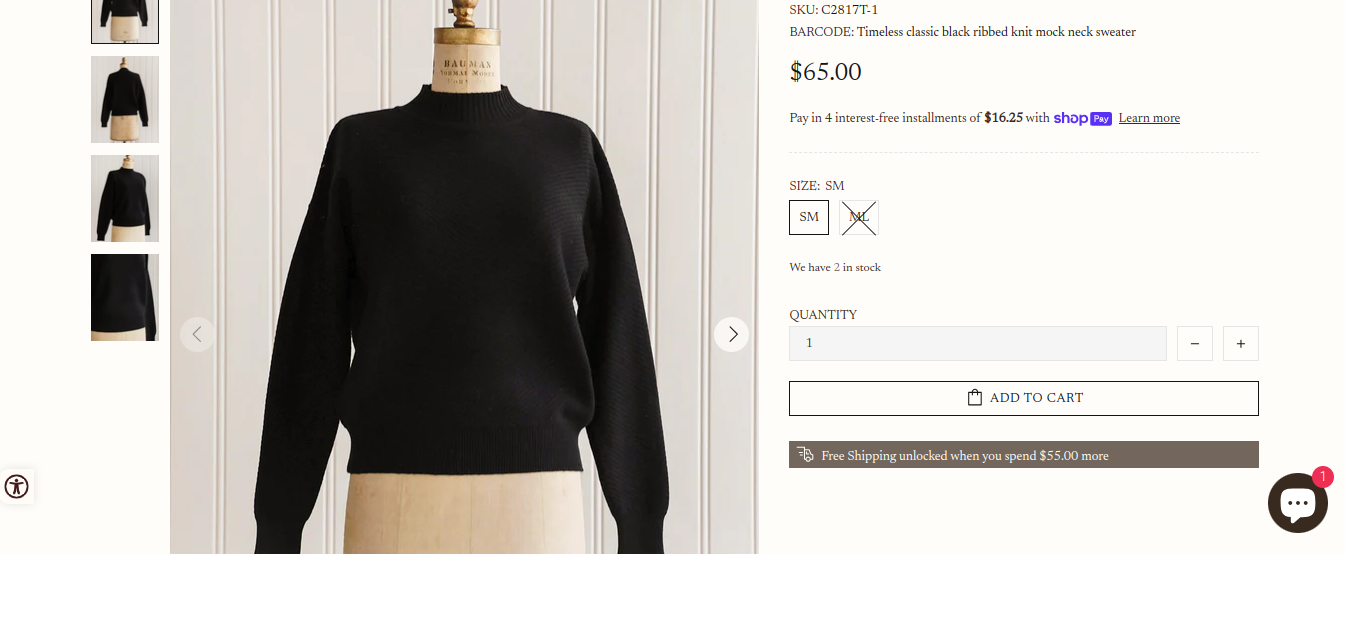 SKU: C2817T-1
BARCODE: Timeless classic black ribbed knit mock neck sweater
$65.00
Pay in 4 interest-free installments of $16.25 with shop Pay Learn more
SIZE: SM
SM ML
We have 2 in stock
QUANTITY
1 − +
ADD TO CART
Free Shipping unlocked when you spend $55.00 more
1
BAUMAN